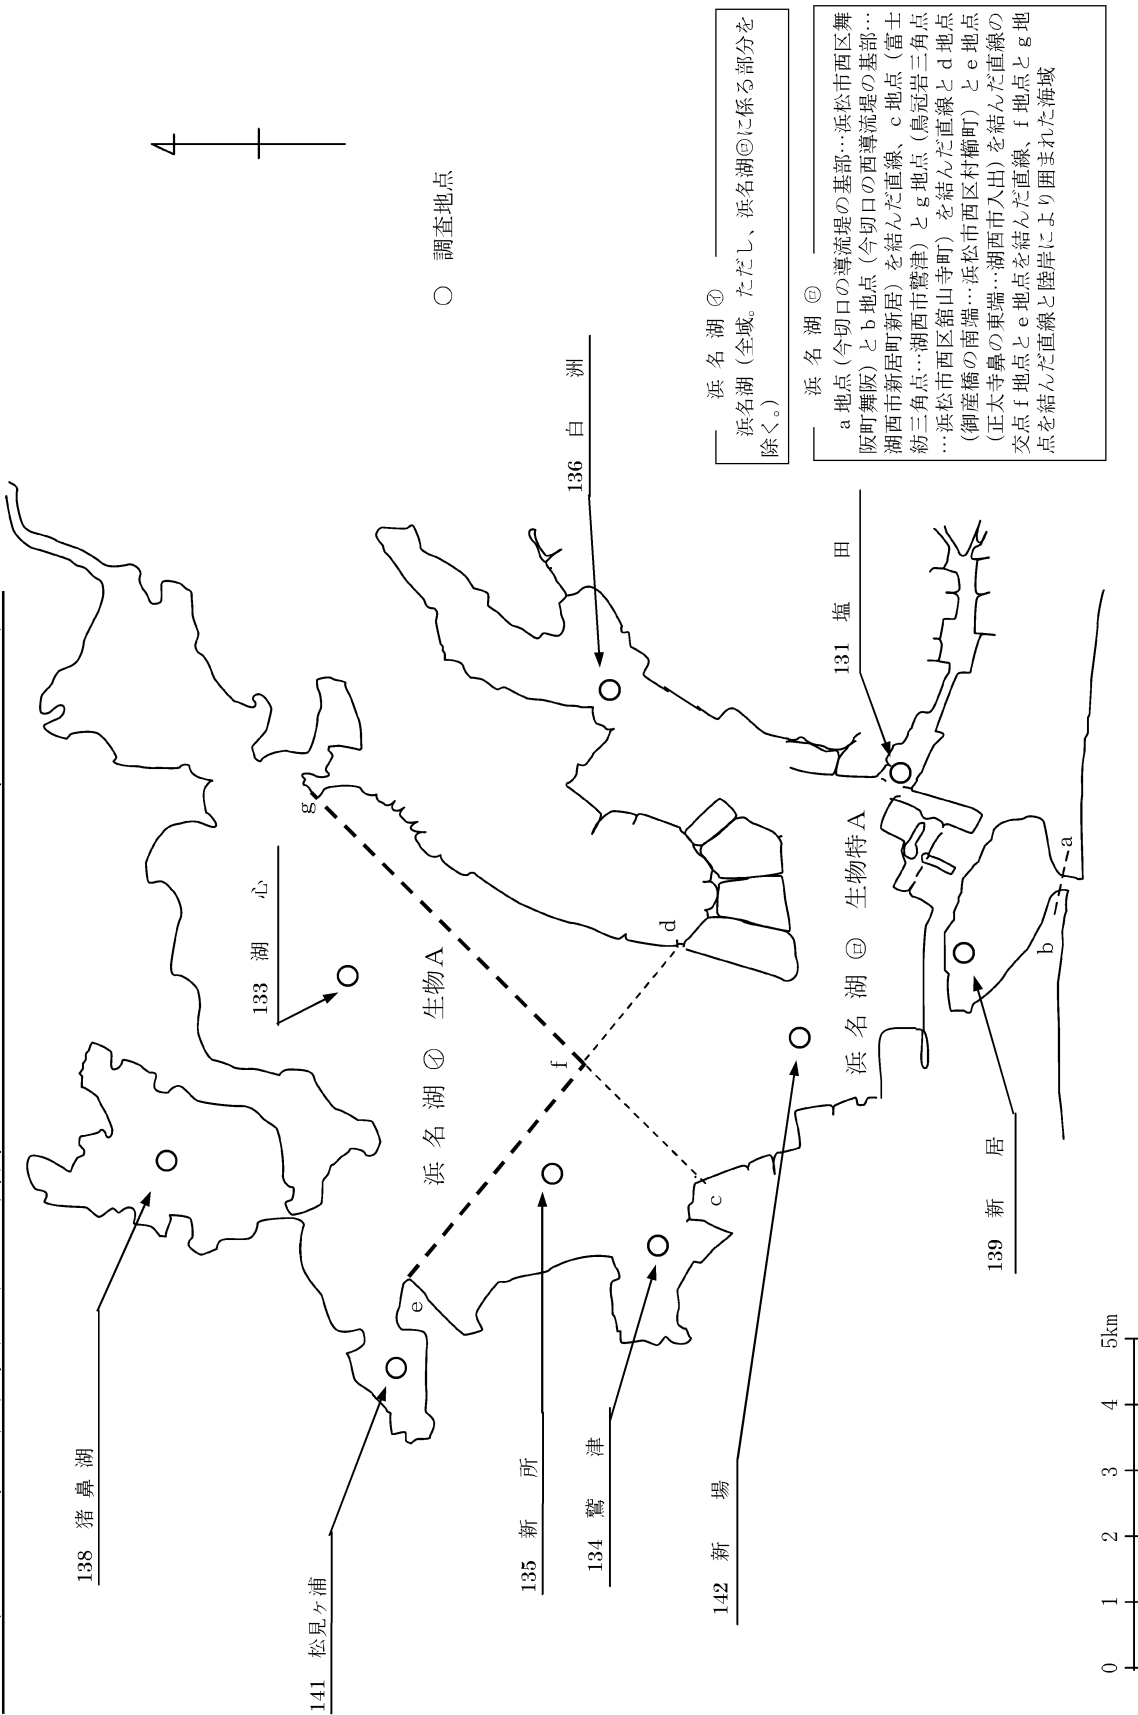 138 猪鼻湖
141 松見ヶ浦
133 湖 心
135 新 所
134 鷲 津
142 新 場
139 新 居
131 塩 田
136 白 洲
○ 調査地点
浜名湖 ㋑ 生物A
浜名湖 ㋺ 生物特A
a
b
c
d
e
f
g
浜名湖 ㋑
浜名湖(全域。ただし、浜名湖㋺に係る部分を
除く。)
浜名湖 ㋺
a地点(今切口の導流堤の基部…浜松市西区舞
阪町舞阪)とb地点(今切口の西導流堤の基部…
湖西市新居町新居)を結んだ直線、c地点(富士
紡三角点…湖西市鷲津)とg地点(鳥冠岩三角点
…浜松市西区舘山寺町)を結んだ直線とd地点
(御産橋の南端…浜松市西区村櫛町)とe地点
(正太寺鼻の東端…湖西市入出)を結んだ直線の
交点f地点とe地点を結んだ直線、f地点とg地
点を結んだ直線と陸岸により囲まれた海域
0 1 2 3 4 5km